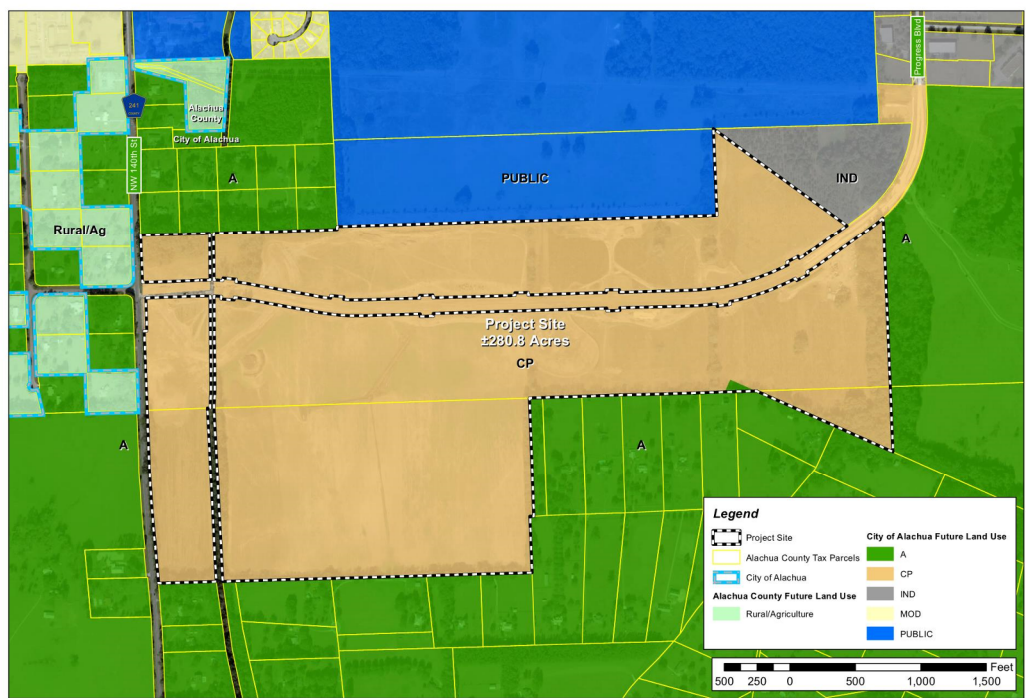 Progress Blvd
241
Alachua
County
City of Alachua
NW 140th St
A
PUBLIC
IND
Rural/Ag
A
Project Site
±280.8 Acres
CP
A
A
Legend
Project Site
Alachua County Tax Parcels
City of Alachua
Alachua County Future Land Use
Rural/Agriculture
City of Alachua Future Land Use
A
CP
IND
MOD
PUBLIC
Feet
500 250 0 500 1,000 1,500